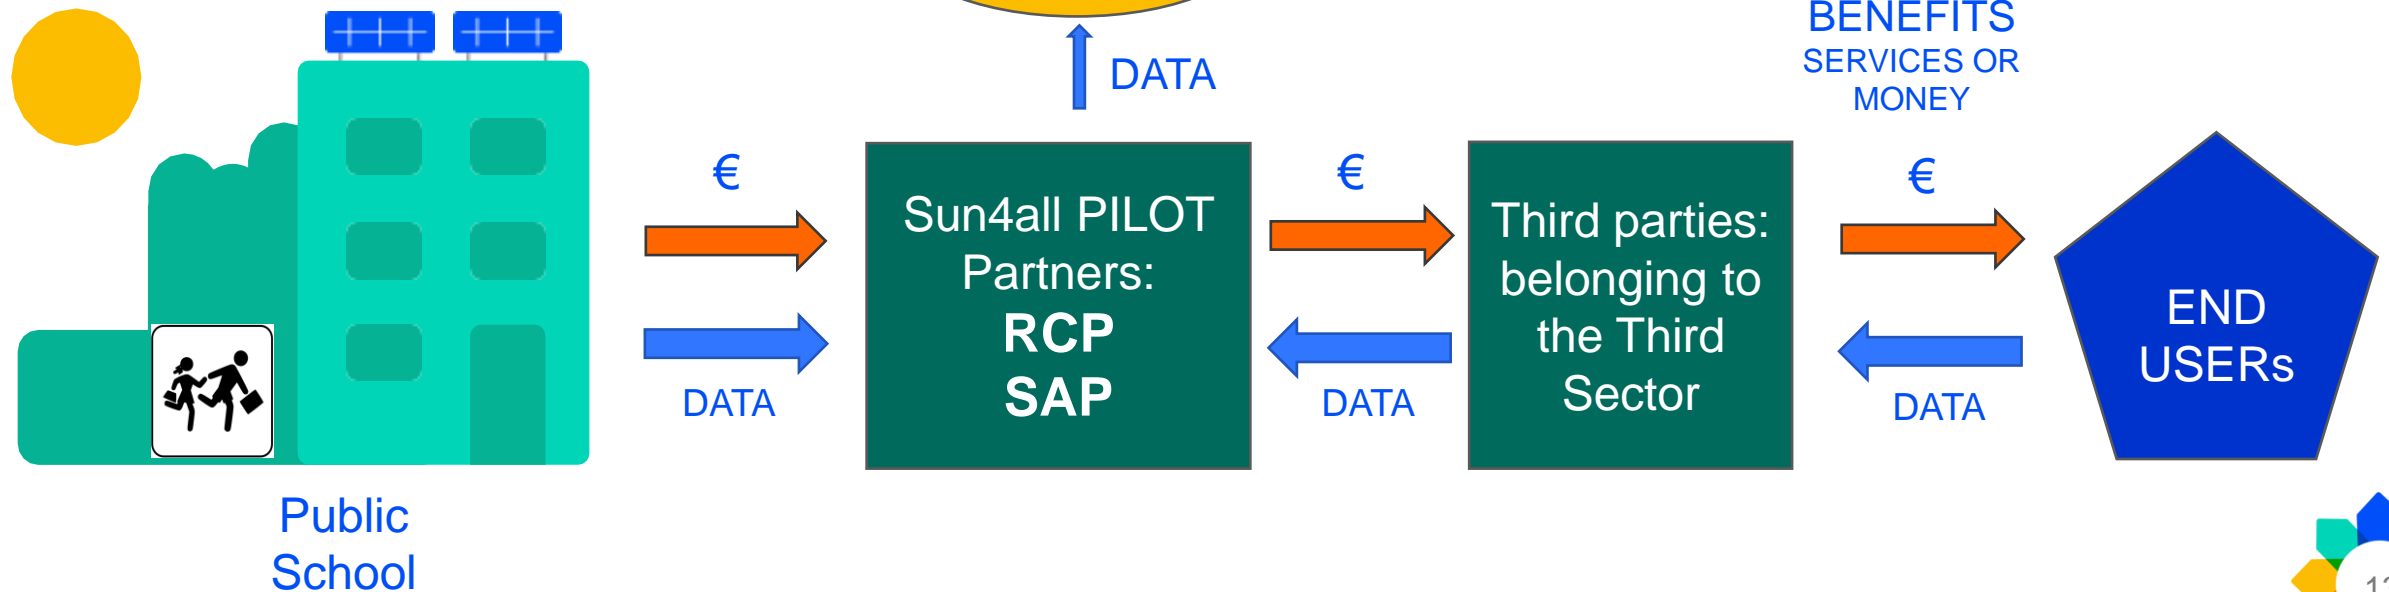 BENEFITS
SERVICES OR
MONEY
DATA
€
€
€
Sun4all PILOT
Partners:
RCP
SAP
Third parties:
belonging to
the Third
Sector
END
USERs
DATA
DATA
DATA
Public
School